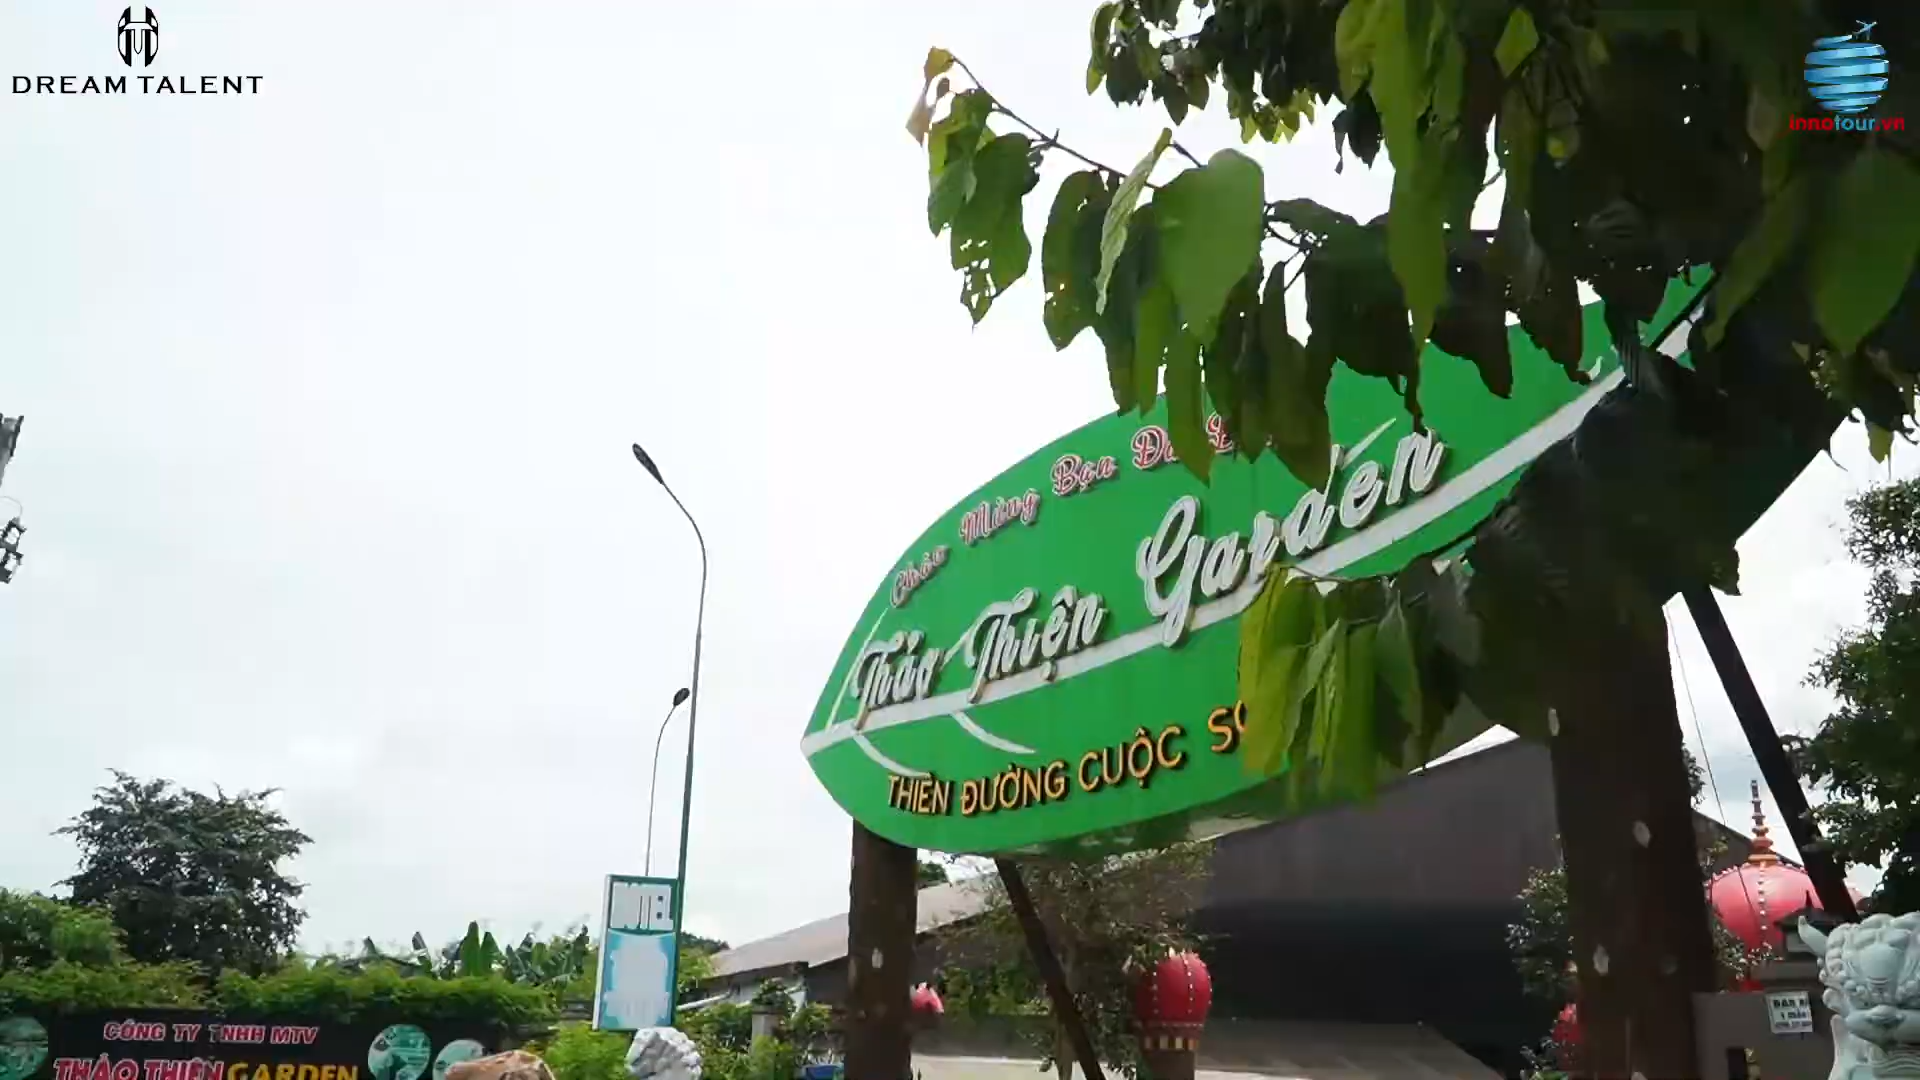 DREAM TALENT
innotour.vn
Chào Mừng Bạn
Thảo Thiện Garden
THIÊN ĐƯỜNG CUỘC
CÔNG TY TNHH MTV
THẢO THIỆN GARDEN